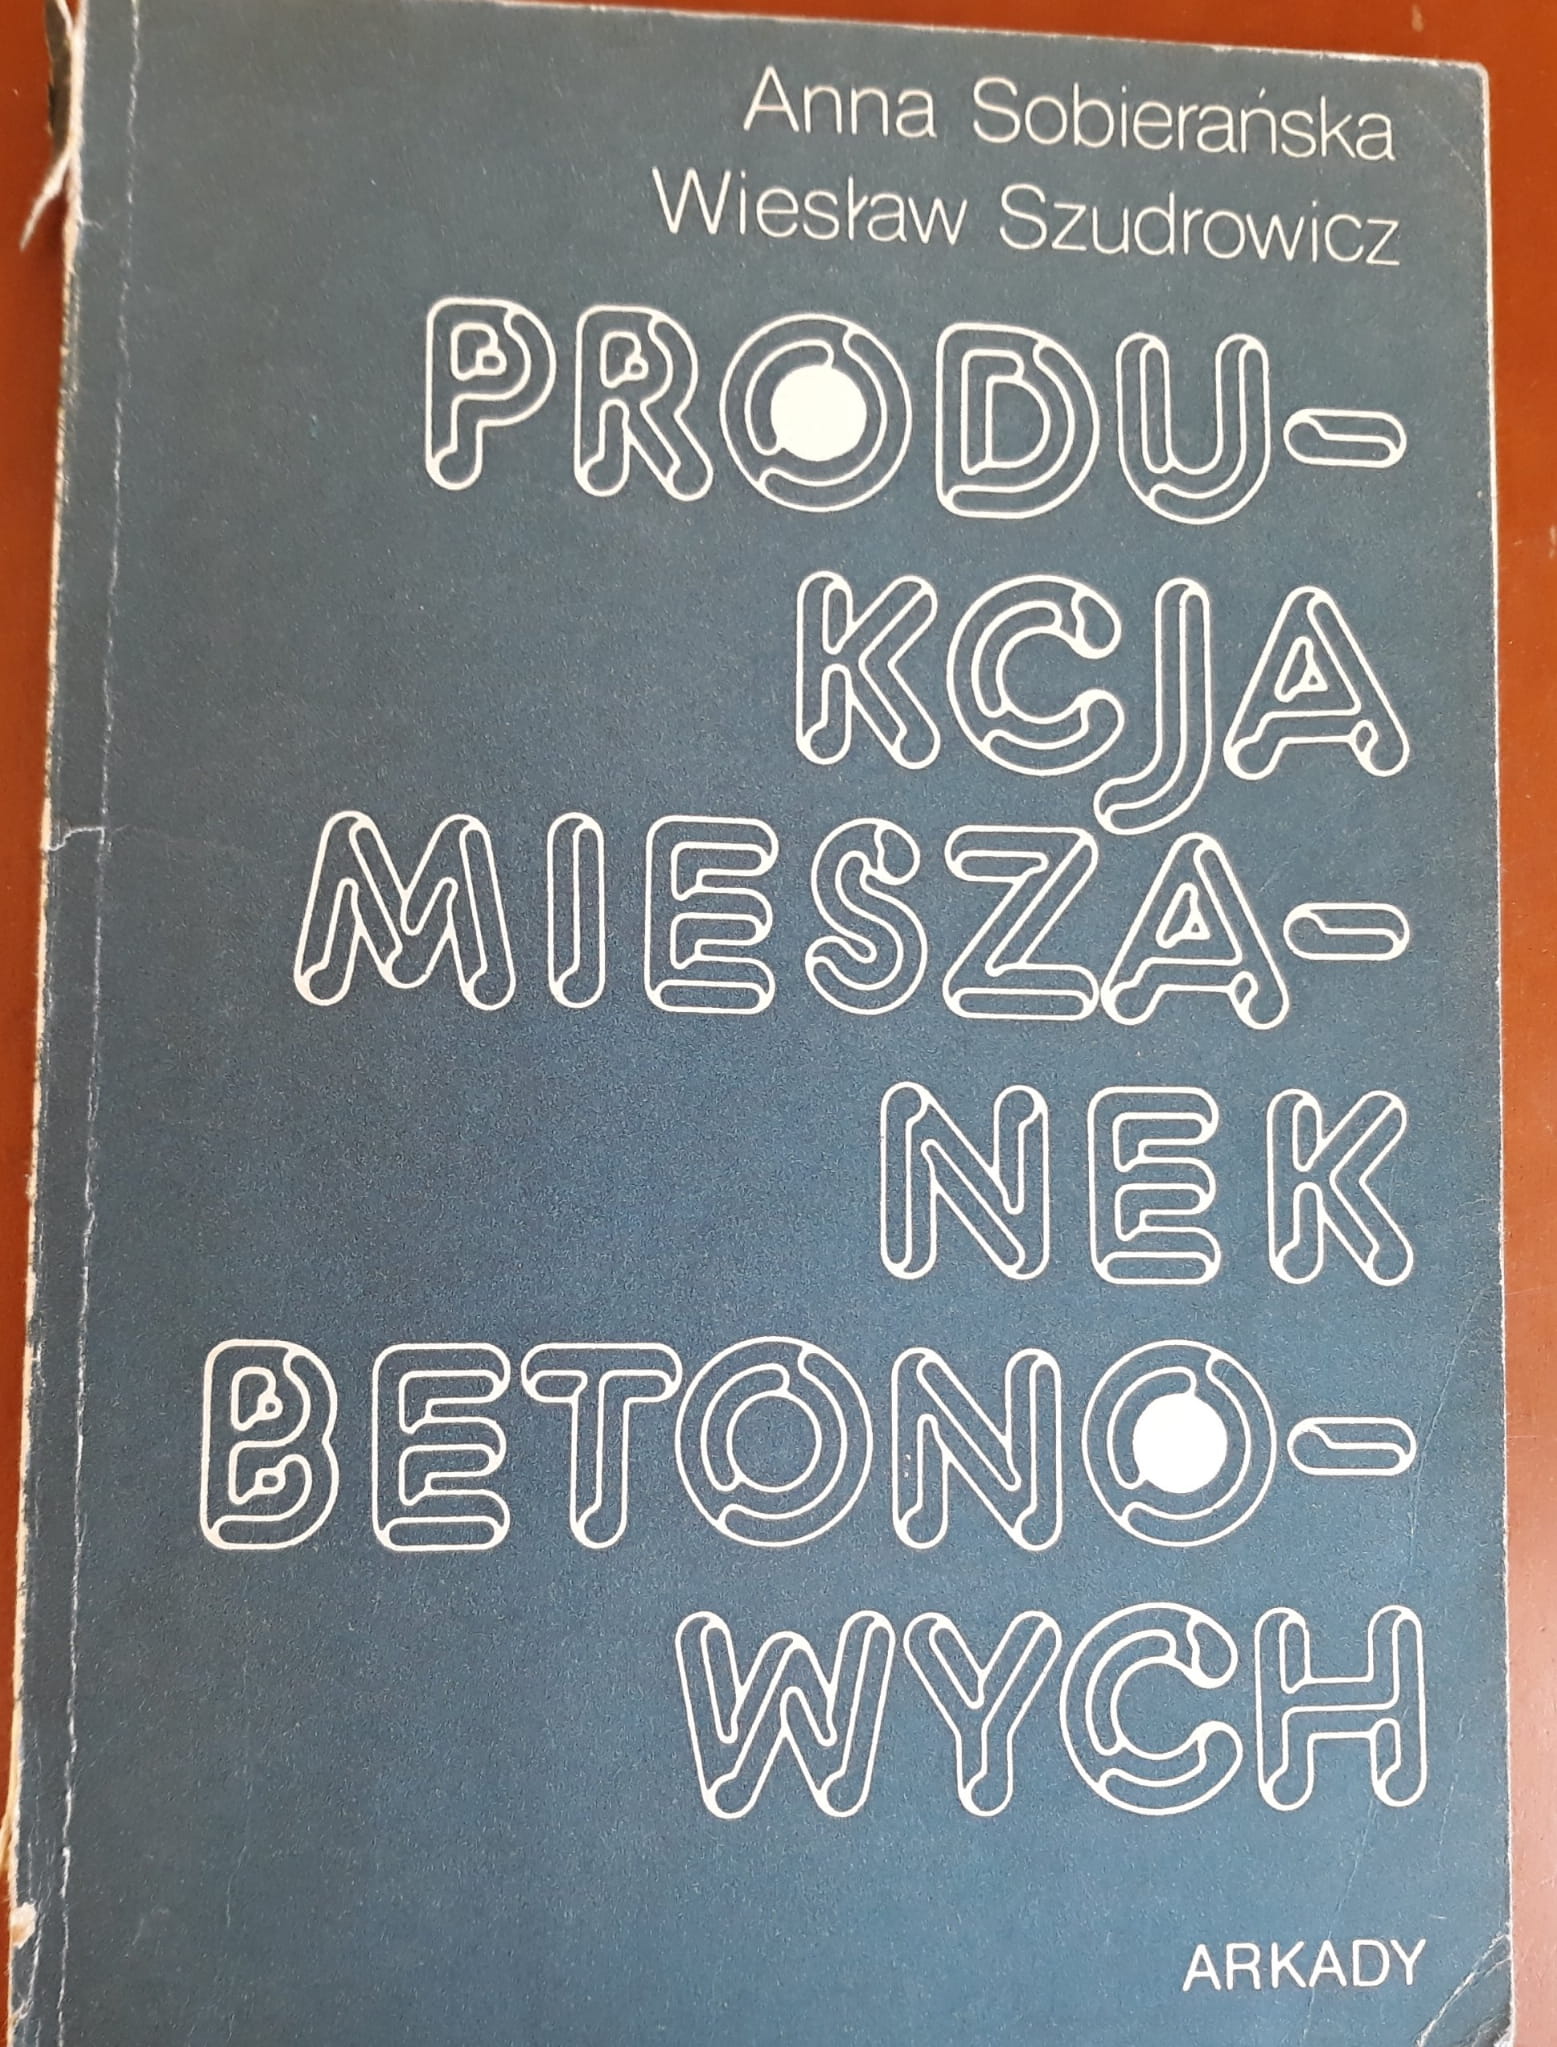 Anna Sobierańska
Wiesław Szudrowicz
PRODU-
KCJA
MIESZA-
NEK
BETONO-
WYCH
ARKADY